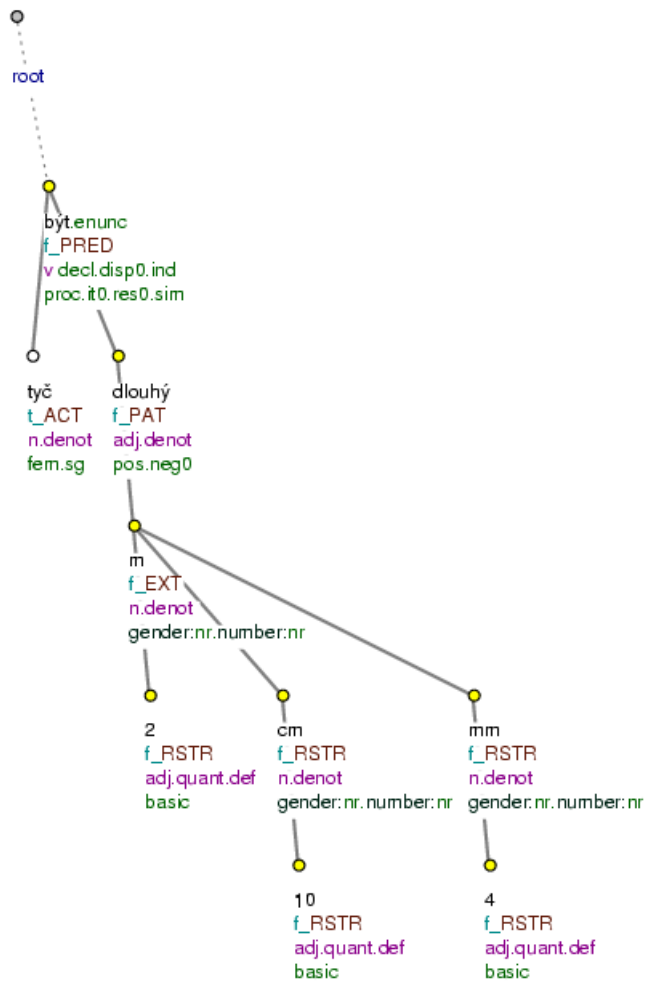 root
být.enunc
f_PRED
v decl.disp0.ind
proc.it0.res0.sim
tyč
t_ACT
n.denot
fem.sg
dlouhý
f_PAT
adj.denot
pos.neg0
m
f_EXT
n.denot
gender:nr.number:nr
2
f_RSTR
adj.quant.def
basic
cm
f_RSTR
n.denot
gender:nr.number:nr
mm
f_RSTR
n.denot
gender:nr.number:nr
10
f_RSTR
adj.quant.def
basic
4
f_RSTR
adj.quant.def
basic